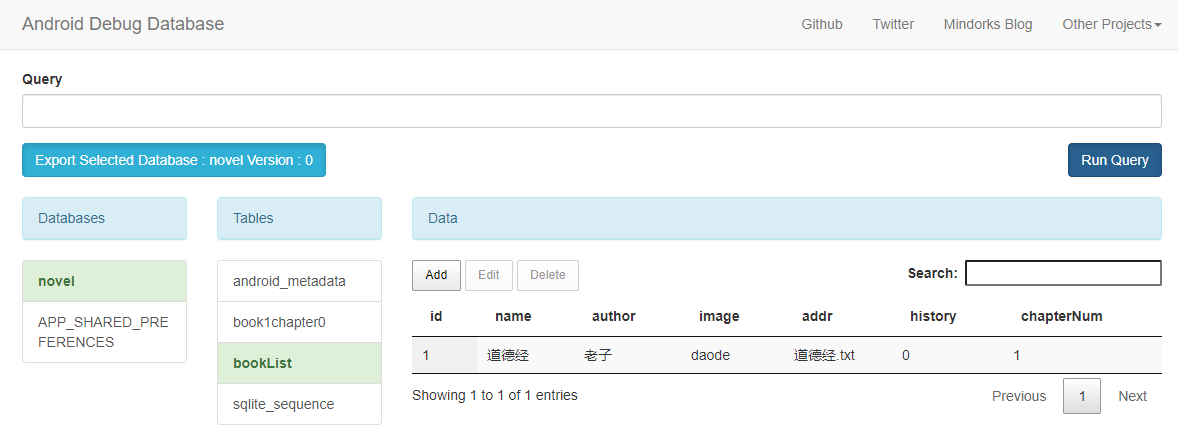 Android Debug Database Github Twitter Mindorks Blog Other Projects
Query
Export Selected Database : novel Version : 0 Run Query
Databases Tables Data
novel
APP_SHARED_PRE
FERENCES
android_metadata
book1chapter0
bookList
sqlite_sequence
Add Edit Delete Search:
id name author image addr history chapterNum
1 道德经 老子 daode 道德经.txt 0 1
Showing 1 to 1 of 1 entries Previous 1 Next